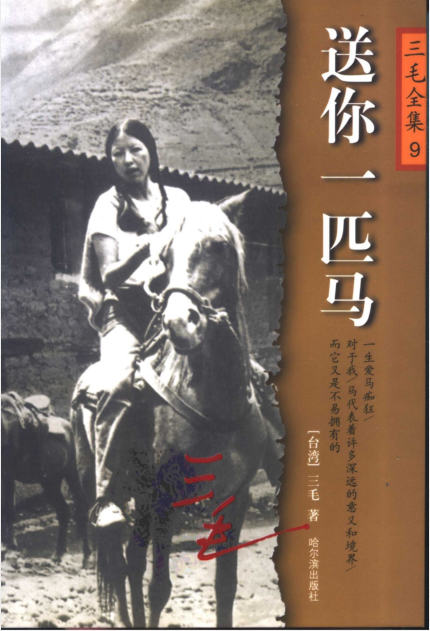 三毛全集 9
送你一匹马
一生爱马痴狂/
对于我/马代表着许多深远的意义和境界/
而它又是不易拥有的
[台湾]三毛 著
三毛
哈尔滨出版社